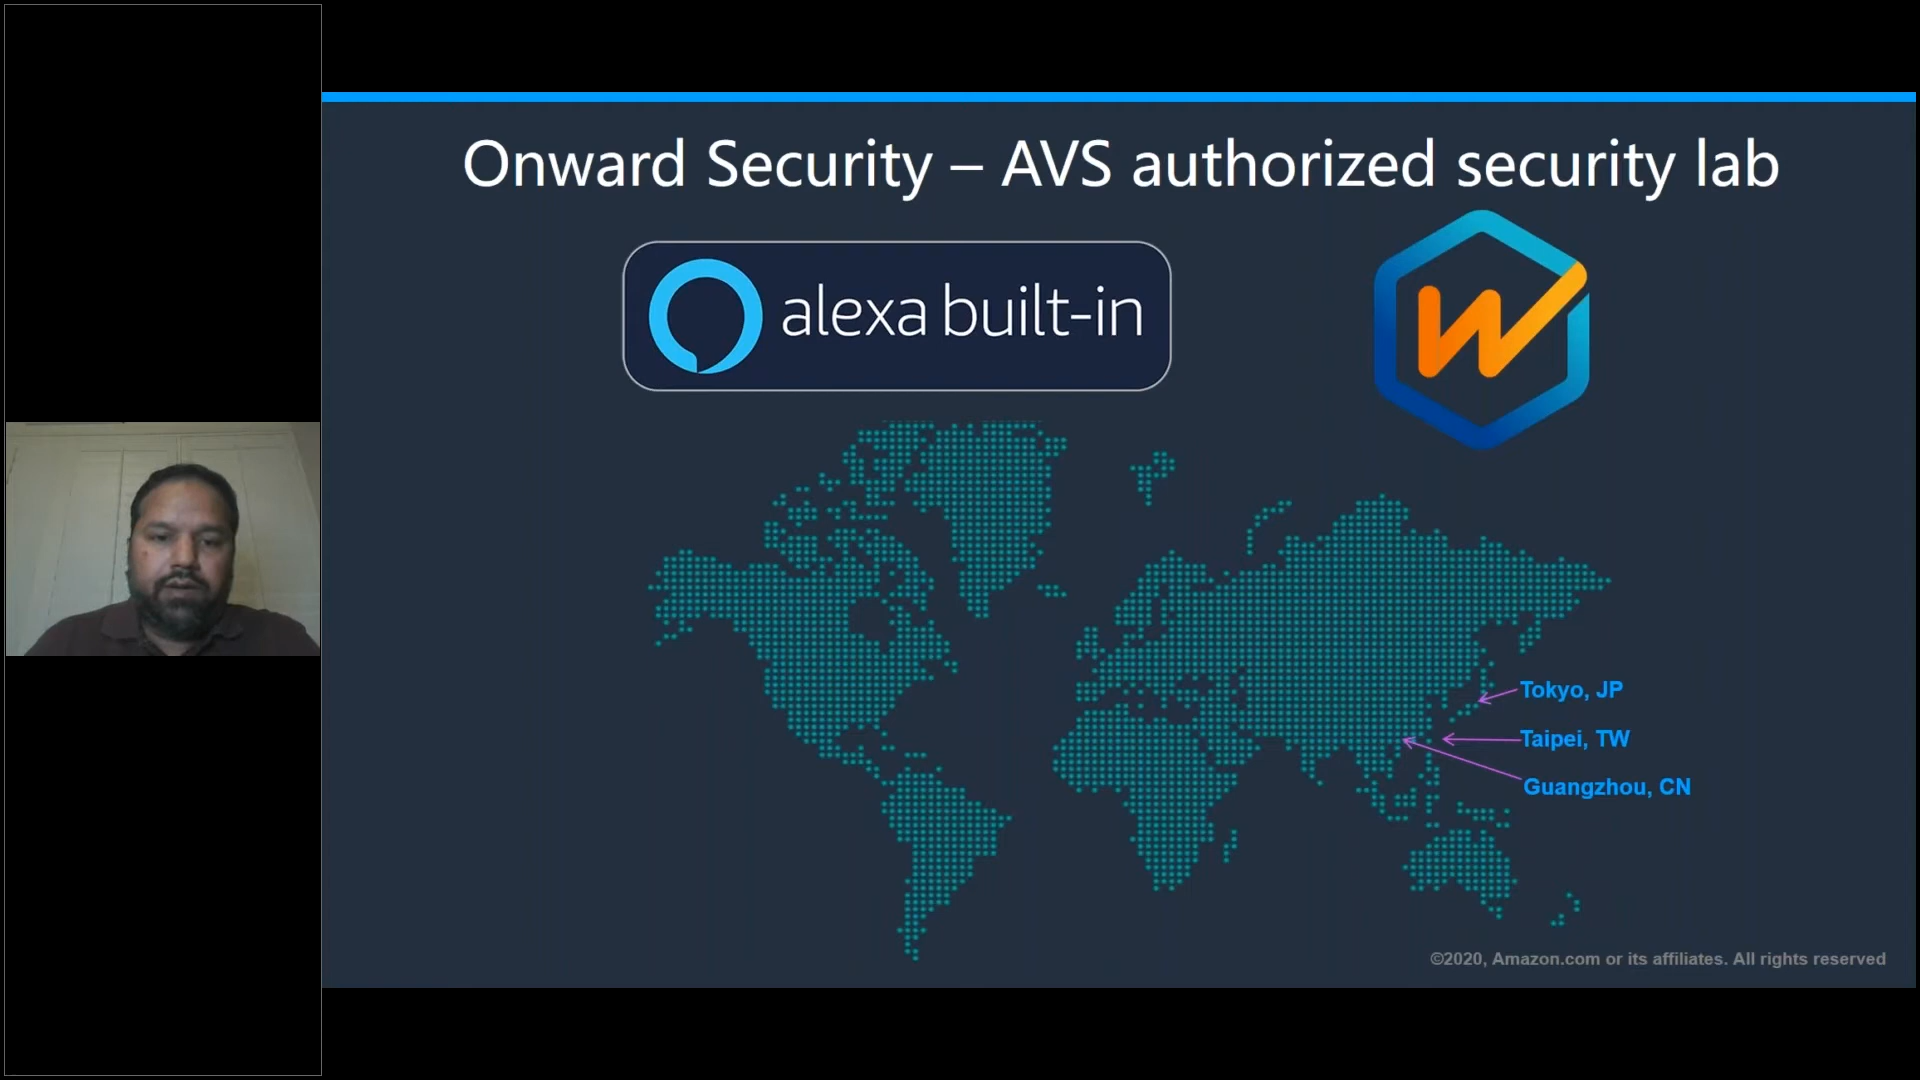 Onward Security – AVS authorized security lab
alexa built-in
Tokyo, JP
Taipei, TW
Guangzhou, CN
©2020, Amazon.com or its affiliates. All rights reserved